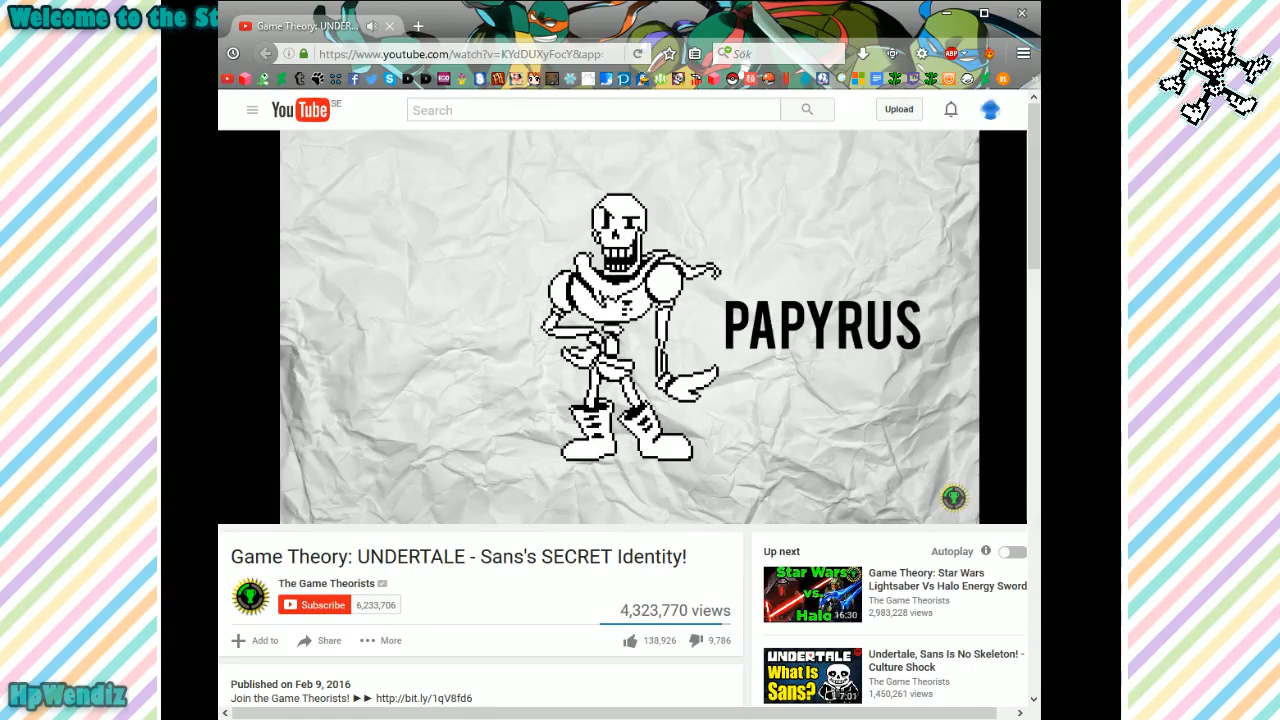 Welcome to the St
Game Theory: UNDER...
https://www.youtube.com/watch?v=KYdDUXyFocY&app=
Sök
ABP
YouTube SE
Search
Upload
PAPYRUS
Game Theory: UNDERTALE - Sans's SECRET Identity!
The Game Theorists
Subscribe 6,233,706
4,323,770 views
Add to Share More
138,926 9,786
Published on Feb 9, 2016
Join the Game Theorists! ►► http://bit.ly/1qV8fd6
Up next
Autoplay
Star Wars
vs.
Halo
16:30
Game Theory: Star Wars
Lightsaber Vs Halo Energy Sword
The Game Theorists
2,983,228 views
UNDERTALE
What Is
Sans?
17:01
Undertale, Sans Is No Skeleton! -
Culture Shock
The Game Theorists
1,450,261 views
HpWendiz